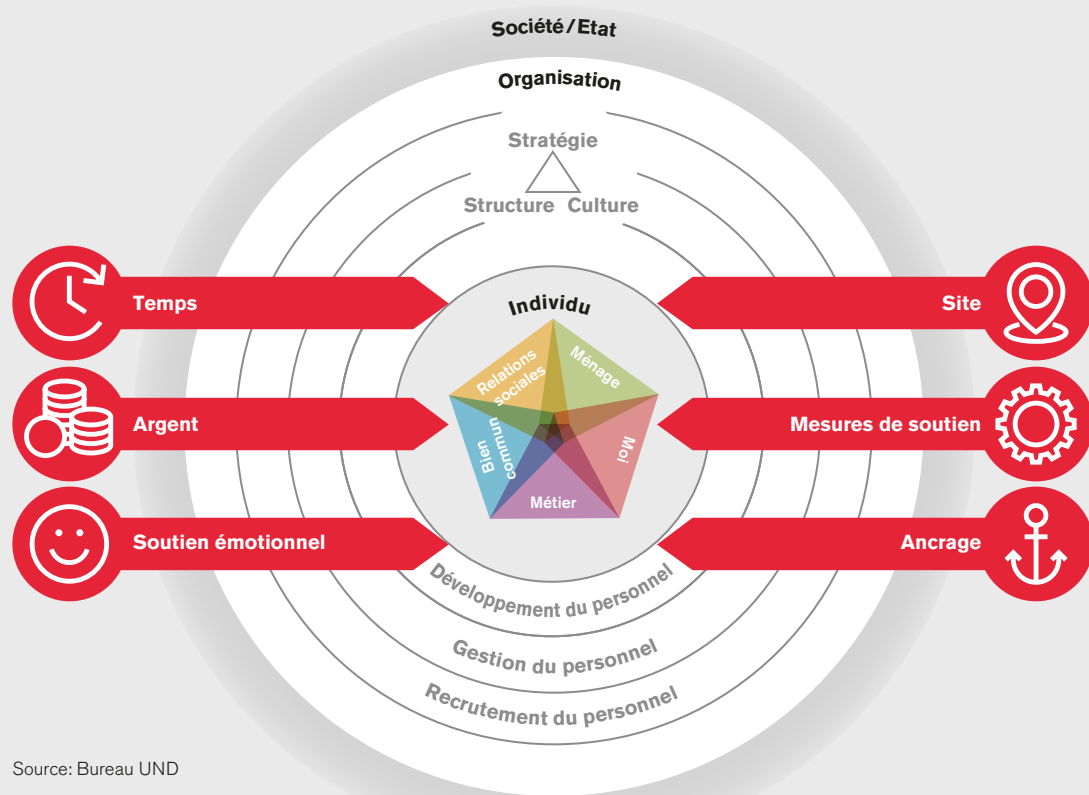 Société/Etat
Organisation
Stratégie
Structure Culture
Temps
Argent
Soutien émotionnel
Individu
Relations
sociales
Ménage
Bien
commun
Moi
Métier
Site
Mesures de soutien
Ancrage
Développement du personnel
Gestion du personnel
Recrutement du personnel
Source: Bureau UND